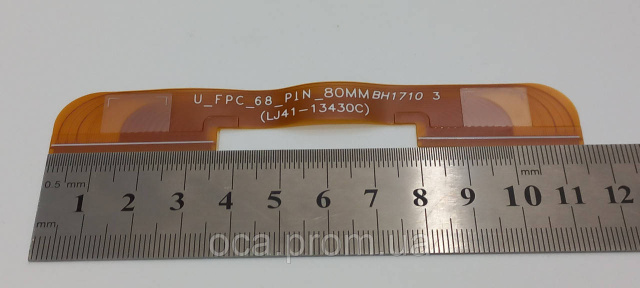 U_FPC_68_PIN_80MM BH1710 3
(LJ41-13430C)
0.5 mm
mm
1 2 3 4 5 6 7 8 9 10 11 12
mm
oca.prom.ua